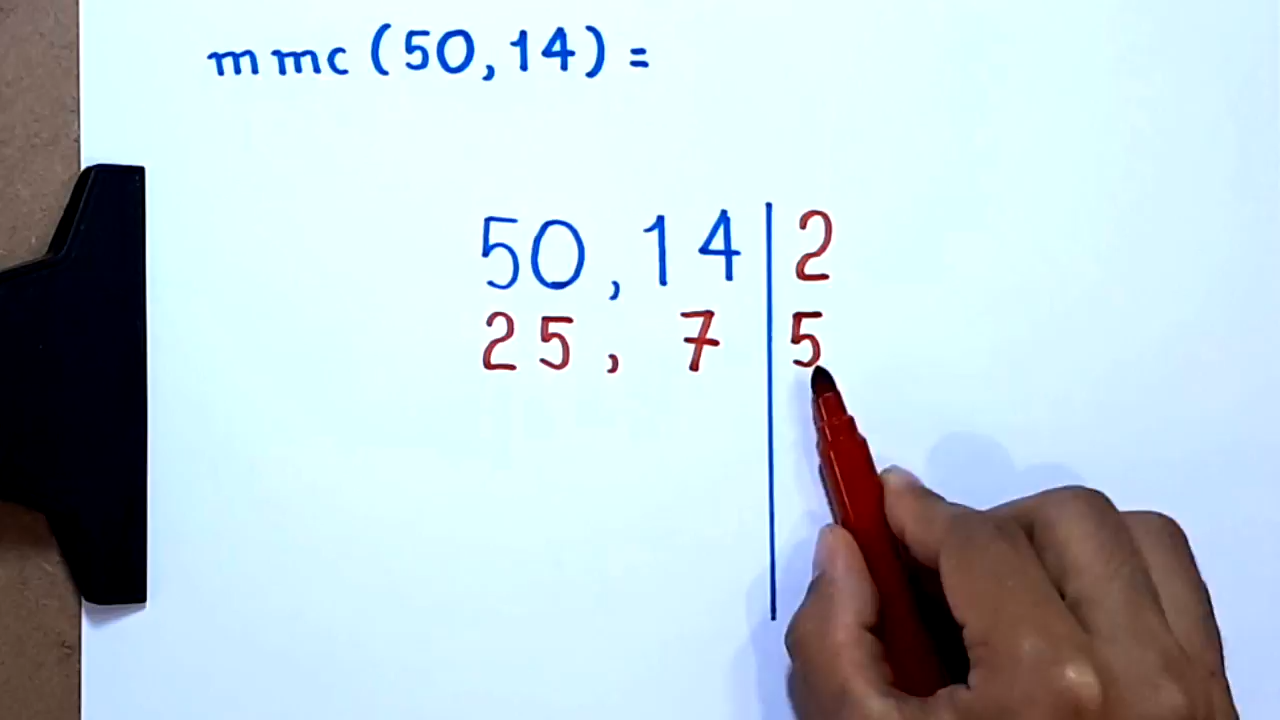 mmc (50,14) =
50,14 | 2
25, 7 | 5